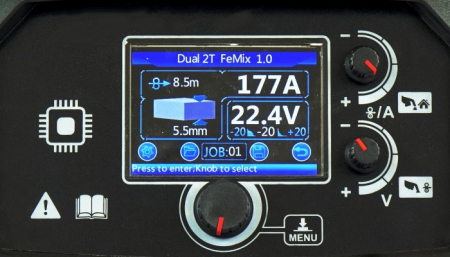 Dual 2T FeMix 1.0
8.5m
177A
5.5mm
22.4V
-20 -20 +20
JOB:01
Press to enter,Knob to select
- 
+
/A
-
+
V
MENU